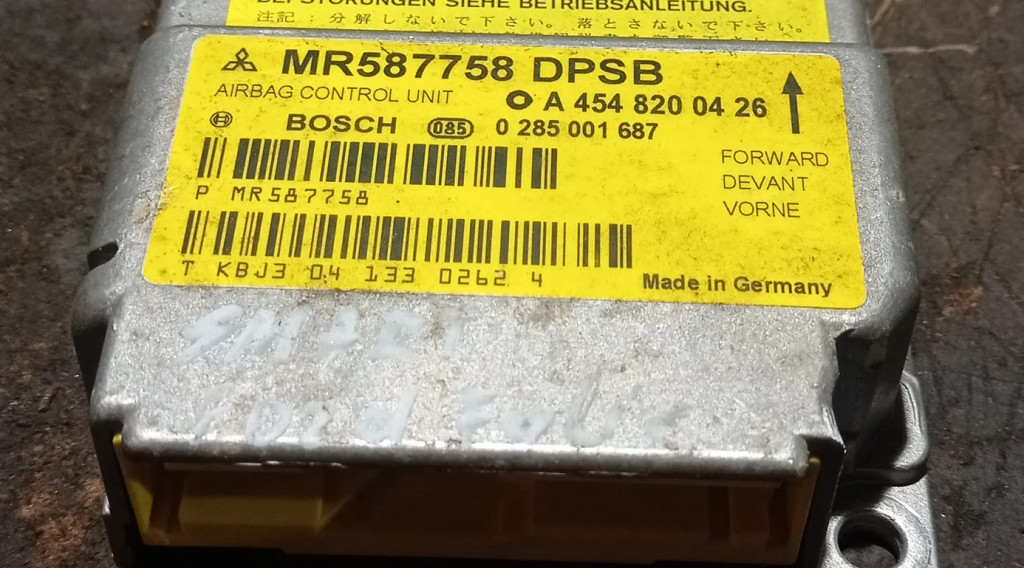 BEI STÖRUNGEN SIEHE BETRIEBSANLEITUNG.
注記：分解しないで下さい。落とさないで下さい。
MR587758 DPSB
AIRBAG CONTROL UNIT
A 454 820 04 26
BOSCH 085 0 285 001 687
FORWARD
DEVANT
VORNE
P MR587758
T KBJ3 04 133 0262 4
Made in Germany
SMART